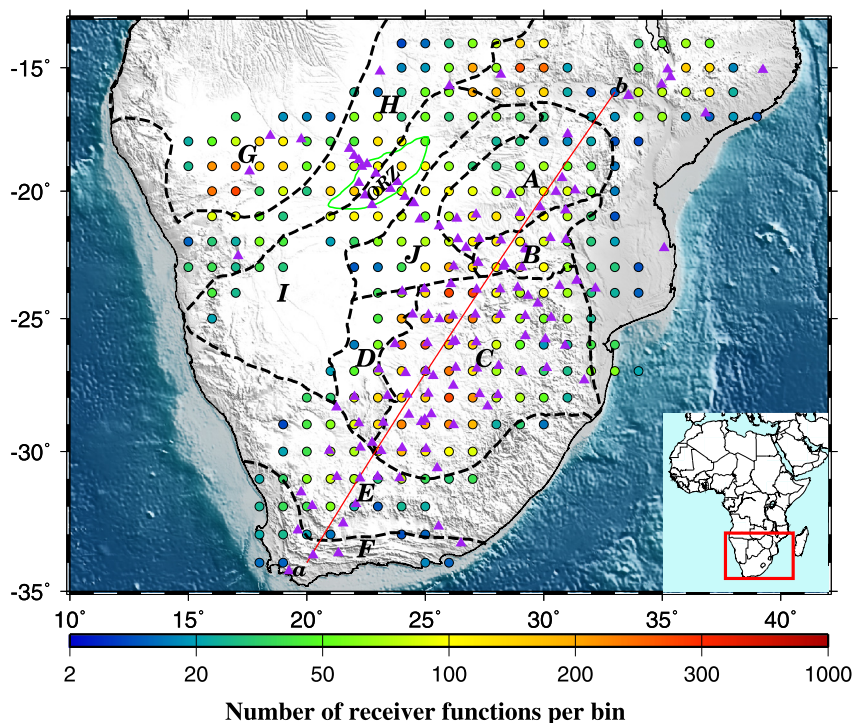 -15˚
-20˚
-25˚
-30˚
-35˚
H
b
G
A
ORZ
J
B
I
D
C
E
F
a
10˚ 15˚ 20˚ 25˚ 30˚ 35˚ 40˚
2 20 50 100 200 300 1000
Number of receiver functions per bin